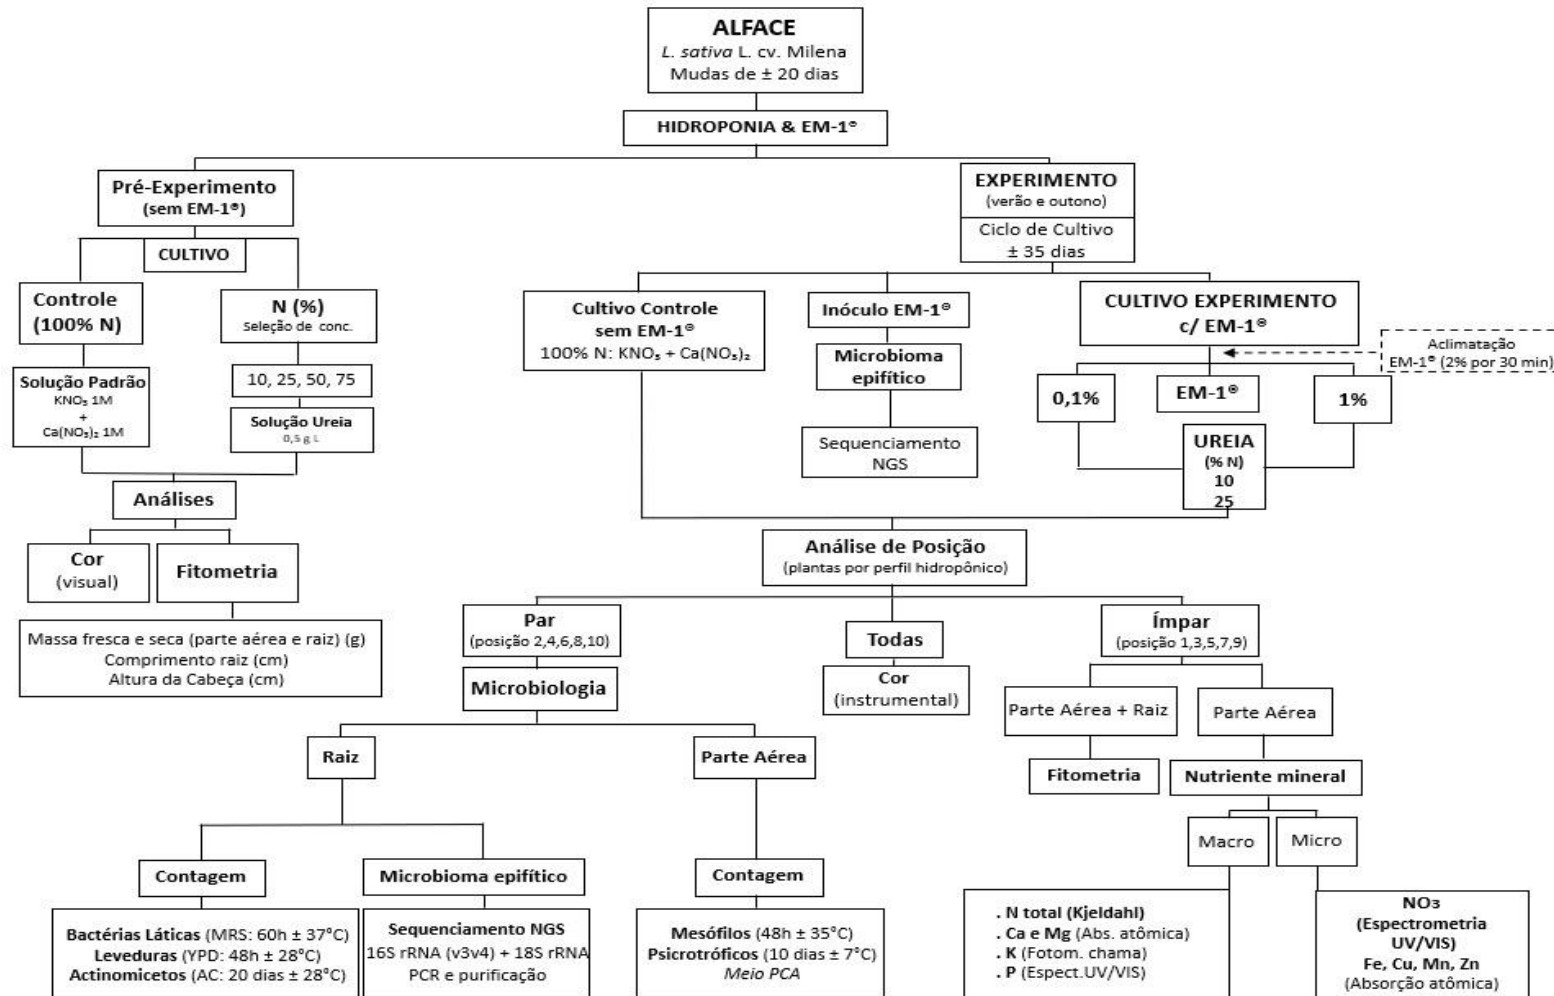 ALFACE
L. sativa L. cv. Milena
Mudas de ± 20 dias
HIDROPONIA & EM-1®
Pré-Experimento
(sem EM-1®)
CULTIVO
Controle
(100% N)
Solução Padrão
KNO₃ 1M
+
Ca(NO₃)₂ 1M
N (%)
Seleção de conc.
10, 25, 50, 75
Solução Ureia
0,5 g L
Análises
Cor
(visual)
Fitometria
Massa fresca e seca (parte aérea e raiz) (g)
Comprimento raiz (cm)
Altura da Cabeça (cm)
EXPERIMENTO
(verão e outono)
Ciclo de Cultivo
± 35 dias
Cultivo Controle
sem EM-1®
100% N: KNO₃ + Ca(NO₃)₂
Inóculo EM-1®
Microbioma
epifítico
Sequenciamento
NGS
CULTIVO EXPERIMENTO
c/ EM-1®
Aclimatação
EM-1® (2% por 30 min)
0,1%
EM-1®
1%
UREIA
(% N)
10
25
Análise de Posição
(plantas por perfil hidropônico)
Par
(posição 2,4,6,8,10)
Microbiologia
Todas
Cor
(instrumental)
Ímpar
(posição 1,3,5,7,9)
Parte Aérea + Raiz
Fitometria
Parte Aérea
Nutriente mineral
Macro
Micro
Raiz
Parte Aérea
Contagem
Bactérias Láticas (MRS: 60h ± 37°C)
Leveduras (YPD: 48h ± 28°C)
Actinomicetos (AC: 20 dias ± 28°C)
Microbioma epifítico
Sequenciamento NGS
16S rRNA (v3v4) + 18S rRNA
PCR e purificação
Contagem
Mesófilos (48h ± 35°C)
Psicrotróficos (10 dias ± 7°C)
Meio PCA
. N total (Kjeldahl)
. Ca e Mg (Abs. atômica)
. K (Fotom. chama)
. P (Espect.UV/VIS)
NO3
(Espectrometria
UV/VIS)
Fe, Cu, Mn, Zn
(Absorção atômica)